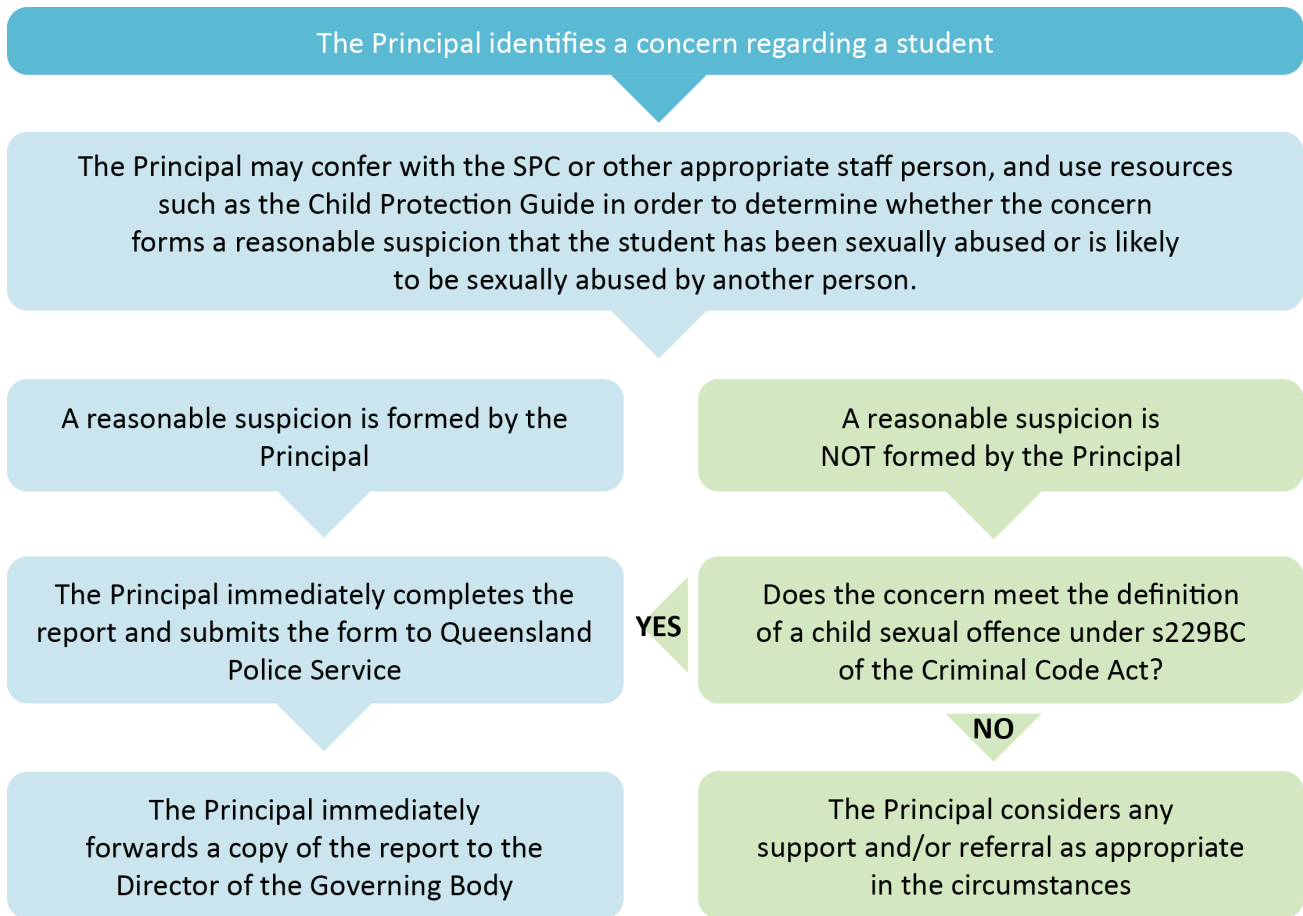 The Principal identifies a concern regarding a student
The Principal may confer with the SPC or other appropriate staff person, and use resources
such as the Child Protection Guide in order to determine whether the concern
forms a reasonable suspicion that the student has been sexually abused or is likely
to be sexually abused by another person.
A reasonable suspicion is formed by the
Principal
A reasonable suspicion is
NOT formed by the Principal
The Principal immediately completes the
report and submits the form to Queensland
Police Service
YES
Does the concern meet the definition
of a child sexual offence under s229BC
of the Criminal Code Act?
NO
The Principal immediately
forwards a copy of the report to the
Director of the Governing Body
The Principal considers any
support and/or referral as appropriate
in the circumstances